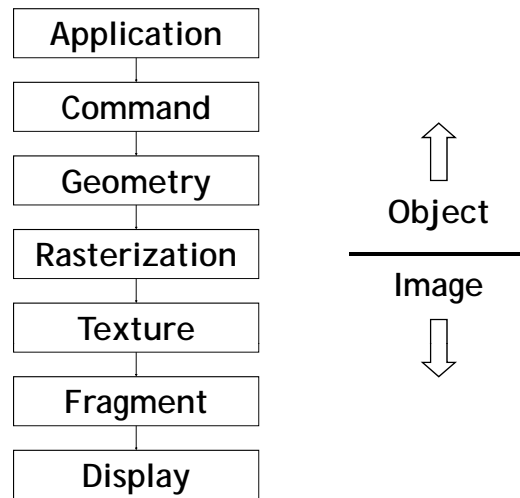 Application
Command
Geometry
Rasterization
Texture
Fragment
Display
Object
Image